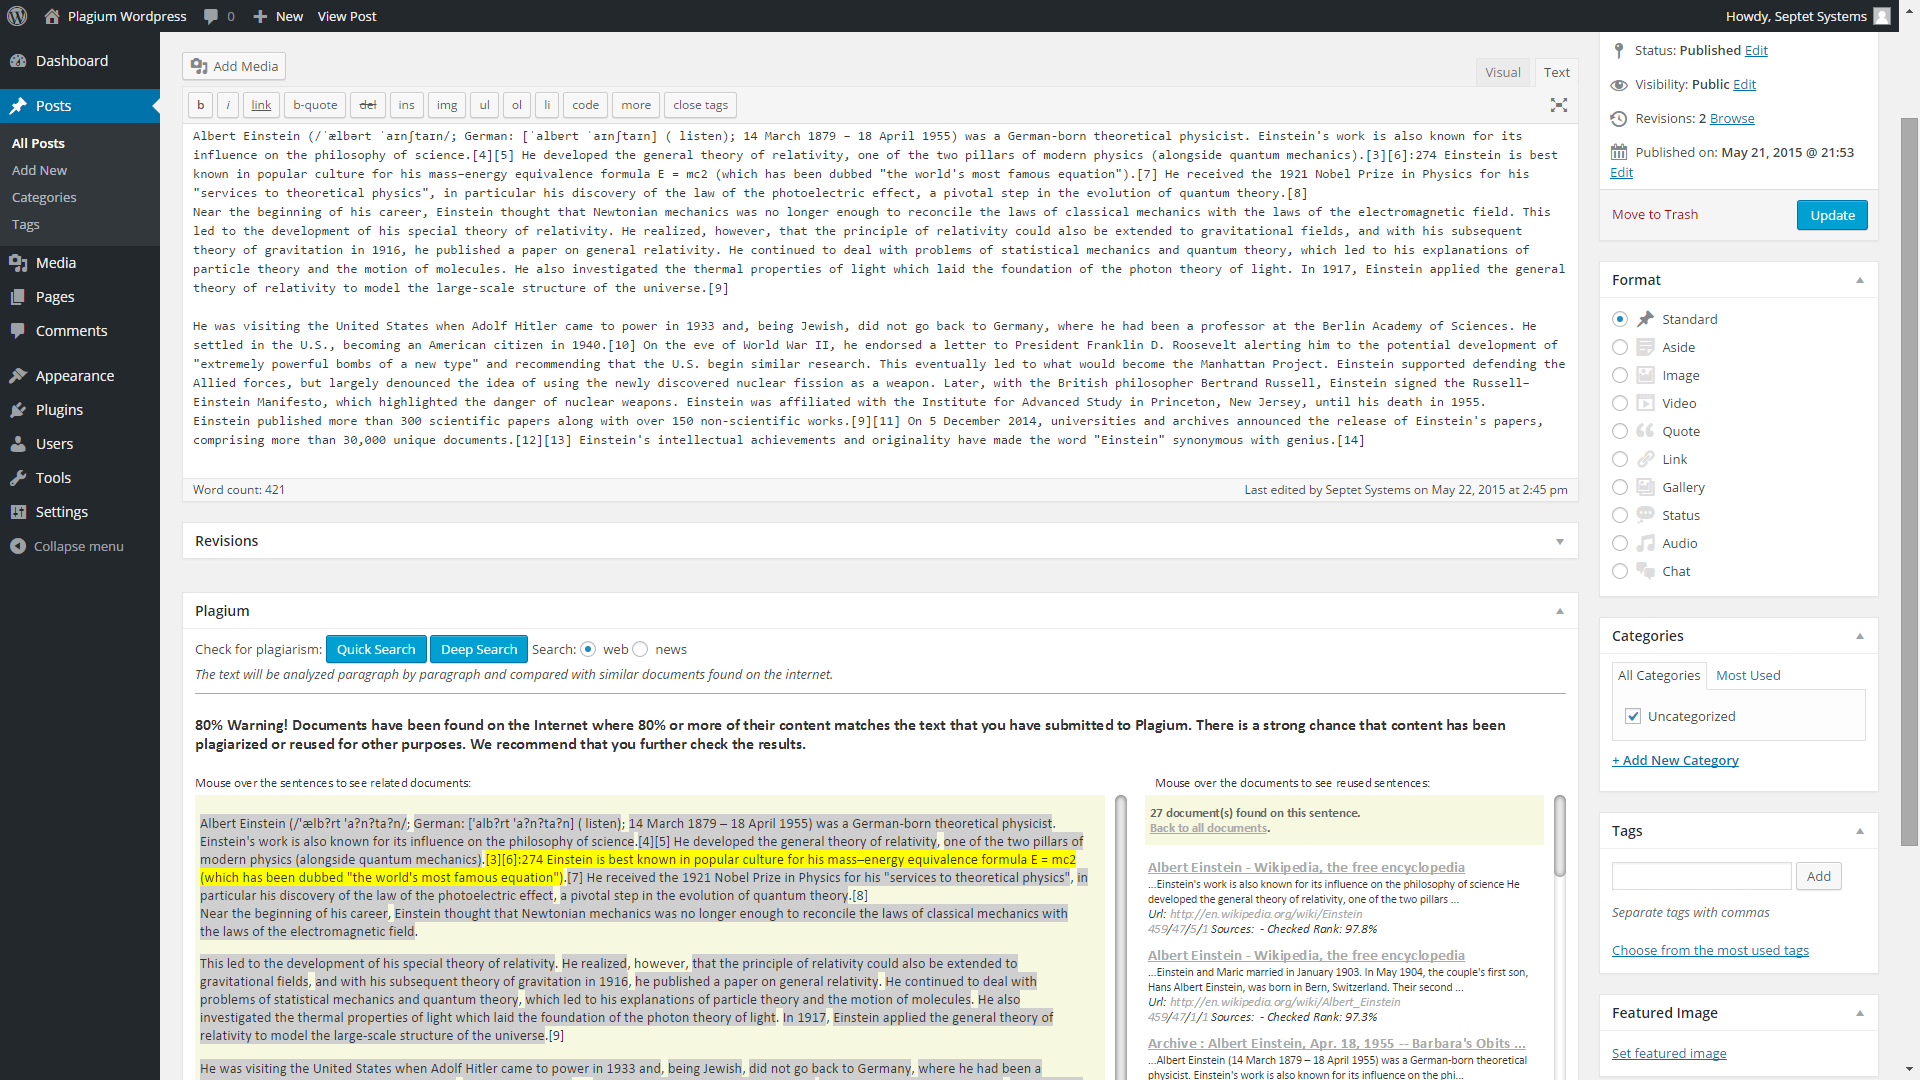 Plagium Wordpress
0
New
View Post
Howdy, Septet Systems
Dashboard
Posts
All Posts
Add New
Categories
Tags
Media
Pages
Comments
Appearance
Plugins
Users
Tools
Settings
Collapse menu
Add Media
Visual
Text
b
i
link
b-quote
del
ins
img
ul
ol
li
code
more
close tags
Albert Einstein (/ˈælbərt ˈaɪnʃtaɪn/; German: [ˈalbɐt ˈaɪnʃtaɪn] ( listen); 14 March 1879 – 18 April 1955) was a German-born theoretical physicist. Einstein's work is also known for its
influence on the philosophy of science.[4][5] He developed the general theory of relativity, one of the two pillars of modern physics (alongside quantum mechanics).[3][6]:274 Einstein is best
known in popular culture for his mass–energy equivalence formula E = mc2 (which has been dubbed "the world's most famous equation").[7] He received the 1921 Nobel Prize in Physics for his
"services to theoretical physics", in particular his discovery of the law of the photoelectric effect, a pivotal step in the evolution of quantum theory.[8]
Near the beginning of his career, Einstein thought that Newtonian mechanics was no longer enough to reconcile the laws of classical mechanics with the laws of the electromagnetic field. This
led to the development of his special theory of relativity. He realized, however, that the principle of relativity could also be extended to gravitational fields, and with his subsequent
theory of gravitation in 1916, he published a paper on general relativity. He continued to deal with problems of statistical mechanics and quantum theory, which led to his explanations of
particle theory and the motion of molecules. He also investigated the thermal properties of light which laid the foundation of the photon theory of light. In 1917, Einstein applied the general
theory of relativity to model the large-scale structure of the universe.[9]
He was visiting the United States when Adolf Hitler came to power in 1933 and, being Jewish, did not go back to Germany, where he had been a professor at the Berlin Academy of Sciences. He
settled in the U.S., becoming an American citizen in 1940.[10] On the eve of World War II, he endorsed a letter to President Franklin D. Roosevelt alerting him to the potential development of
"extremely powerful bombs of a new type" and recommending that the U.S. begin similar research. This eventually led to what would become the Manhattan Project. Einstein supported defending the
Allied forces, but largely denounced the idea of using the newly discovered nuclear fission as a weapon. Later, with the British philosopher Bertrand Russell, Einstein signed the Russell–
Einstein Manifesto, which highlighted the danger of nuclear weapons. Einstein was affiliated with the Institute for Advanced Study in Princeton, New Jersey, until his death in 1955.
Einstein published more than 300 scientific papers along with over 150 non-scientific works.[9][11] On 5 December 2014, universities and archives announced the release of Einstein's papers,
comprising more than 30,000 unique documents.[12][13] Einstein's intellectual achievements and originality have made the word "Einstein" synonymous with genius.[14]
Word count: 421
Last edited by Septet Systems on May 22, 2015 at 2:45 pm
Revisions
Plagium
Check for plagiarism:
Quick Search
Deep Search
Search:
web
news
The text will be analyzed paragraph by paragraph and compared with similar documents found on the internet.
80% Warning! Documents have been found on the Internet where 80% or more of their content matches the text that you have submitted to Plagium. There is a strong chance that content has been
plagiarized or reused for other purposes. We recommend that you further check the results.
Mouse over the sentences to see related documents:
Albert Einstein (/'ælb?rt 'a?n?ta?n/; German: ['alb?rt 'a?n?ta?n] ( listen); 14 March 1879 – 18 April 1955) was a German-born theoretical physicist.
Einstein's work is also known for its influence on the philosophy of science.[4][5] He developed the general theory of relativity, one of the two pillars of
modern physics (alongside quantum mechanics).[3][6]:274 Einstein is best known in popular culture for his mass–energy equivalence formula E = mc2
(which has been dubbed "the world's most famous equation").[7] He received the 1921 Nobel Prize in Physics for his "services to theoretical physics", in
particular his discovery of the law of the photoelectric effect, a pivotal step in the evolution of quantum theory.[8]
Near the beginning of his career, Einstein thought that Newtonian mechanics was no longer enough to reconcile the laws of classical mechanics with
the laws of the electromagnetic field.
This led to the development of his special theory of relativity. He realized, however, that the principle of relativity could also be extended to
gravitational fields, and with his subsequent theory of gravitation in 1916, he published a paper on general relativity. He continued to deal with
problems of statistical mechanics and quantum theory, which led to his explanations of particle theory and the motion of molecules. He also
investigated the thermal properties of light which laid the foundation of the photon theory of light. In 1917, Einstein applied the general theory of
relativity to model the large-scale structure of the universe.[9]
He was visiting the United States when Adolf Hitler came to power in 1933 and, being Jewish, did not go back to Germany, where he had been a
Mouse over the documents to see reused sentences:
27 document(s) found on this sentence.
Back to all documents.
Albert Einstein - Wikipedia, the free encyclopedia
...Einstein's work is also known for its influence on the philosophy of science He
developed the general theory of relativity, one of the two pillars ...
Url: http://en.wikipedia.org/wiki/Einstein
459/47/5/1 Sources: - Checked Rank: 97.8%
Albert Einstein - Wikipedia, the free encyclopedia
...Einstein and Maric married in January 1903. In May 1904, the couple's first son,
Hans Albert Einstein, was born in Bern, Switzerland. Their second ...
Url: http://en.wikipedia.org/wiki/Albert_Einstein
459/47/1/1 Sources: - Checked Rank: 97.3%
Archive : Albert Einstein, Apr. 18, 1955 -- Barbara's Obits ...
...Albert Einstein (14 March 1879 – 18 April 1955) was a German-born theoretical
physicist. Einstein's work is also known for its influence on the phi...
Status: Published Edit
Visibility: Public Edit
Revisions: 2 Browse
Published on: May 21, 2015 @ 21:53
Edit
Move to Trash
Update
Format
Standard
Aside
Image
Video
Quote
Link
Gallery
Status
Audio
Chat
Categories
All Categories
Most Used
Uncategorized
+ Add New Category
Tags
Add
Separate tags with commas
Choose from the most used tags
Featured Image
Set featured image